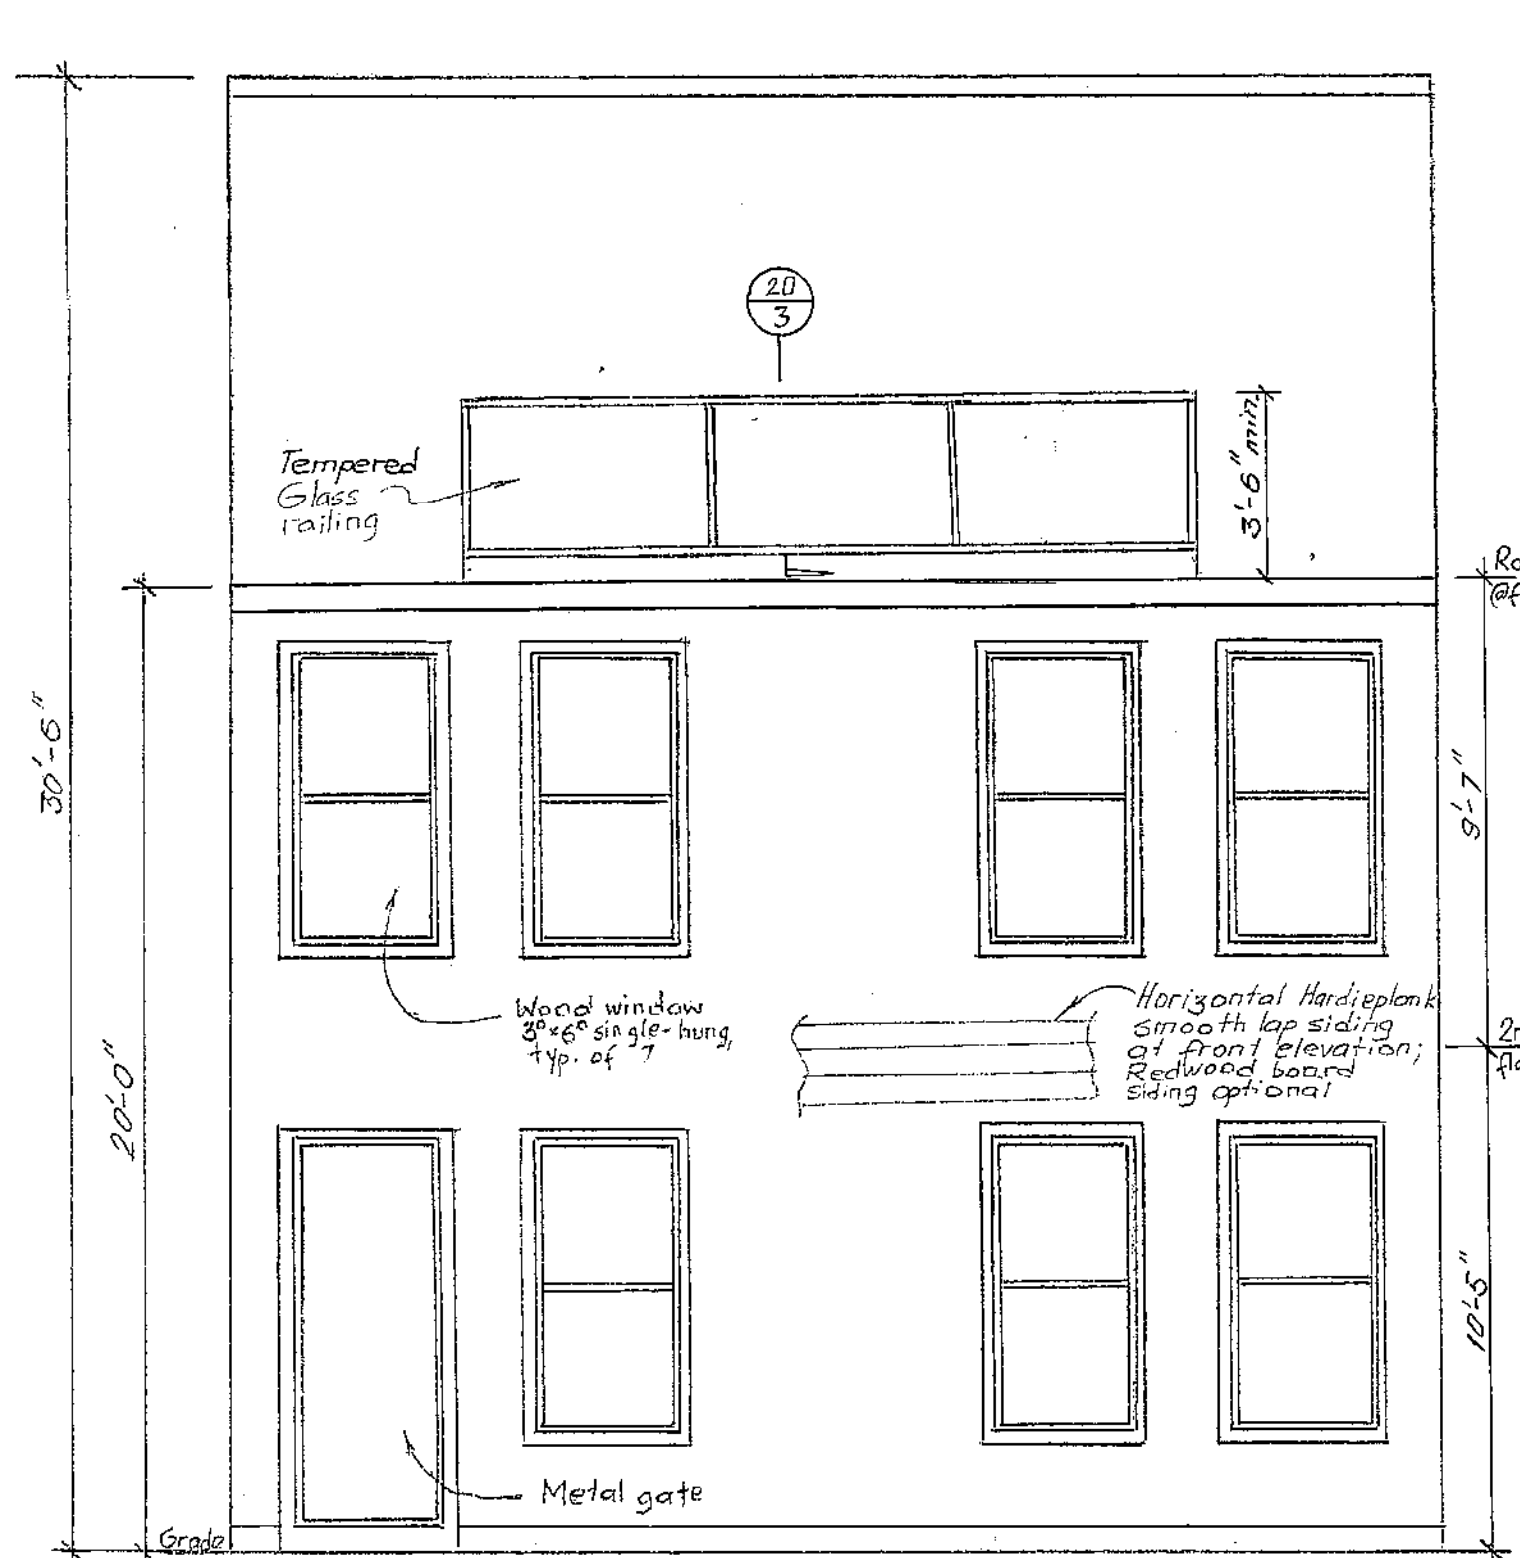 20
3
Tempered
Glass
railing
3'-6" min.
30'-6"
20'-0"
9'-7"
10'-5"
Wood window
3⁰x6⁰ single-hung,
typ. of 7
Horizontal Hardieplank
smooth lap siding
at front elevation;
Redwood board
siding optional
Metal gate
Grade